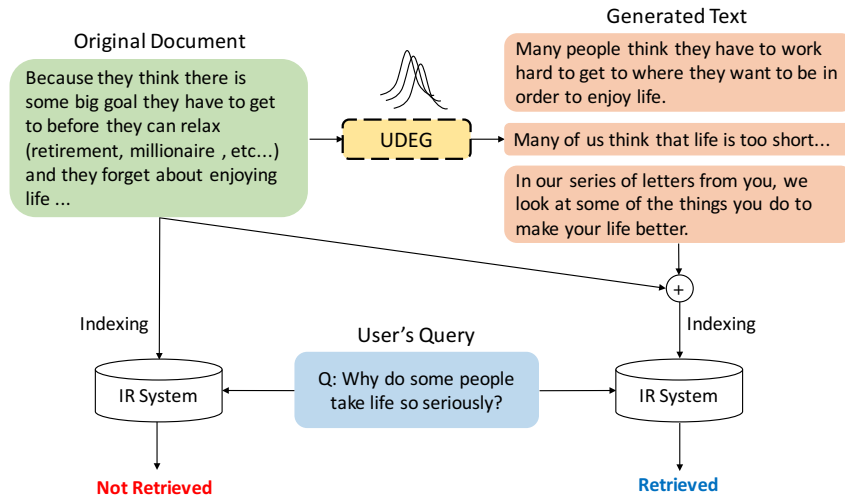 Original Document
Because they think there is
some big goal they have to get
to before they can relax
(retirement, millionaire , etc...)
and they forget about enjoying
life ...
UDEG
Generated Text
Many people think they have to work
hard to get to where they want to be in
order to enjoy life.
Many of us think that life is too short...
In our series of letters from you, we
look at some of the things you do to
make your life better.
+
Indexing
Indexing
User's Query
Q: Why do some people
take life so seriously?
IR System
IR System
Not Retrieved
Retrieved